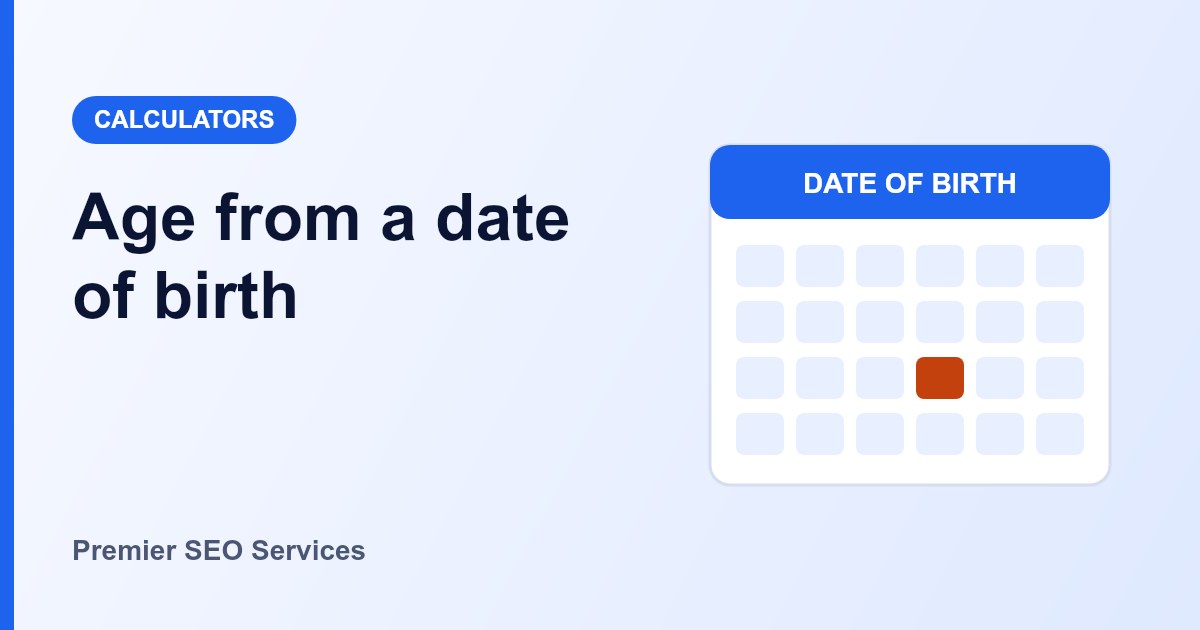 CALCULATORS
Age from a date
of birth
DATE OF BIRTH
Premier SEO Services